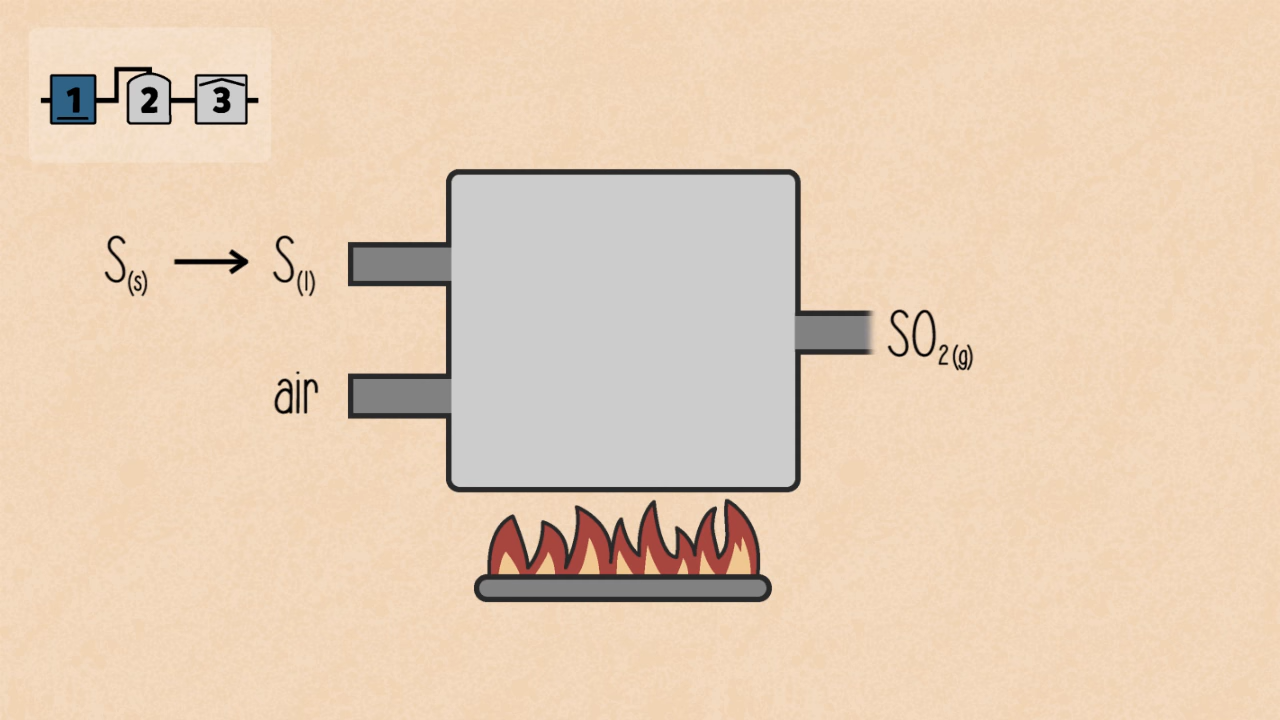 1 2 3
S(s) → S(l)
SO2(g)
air